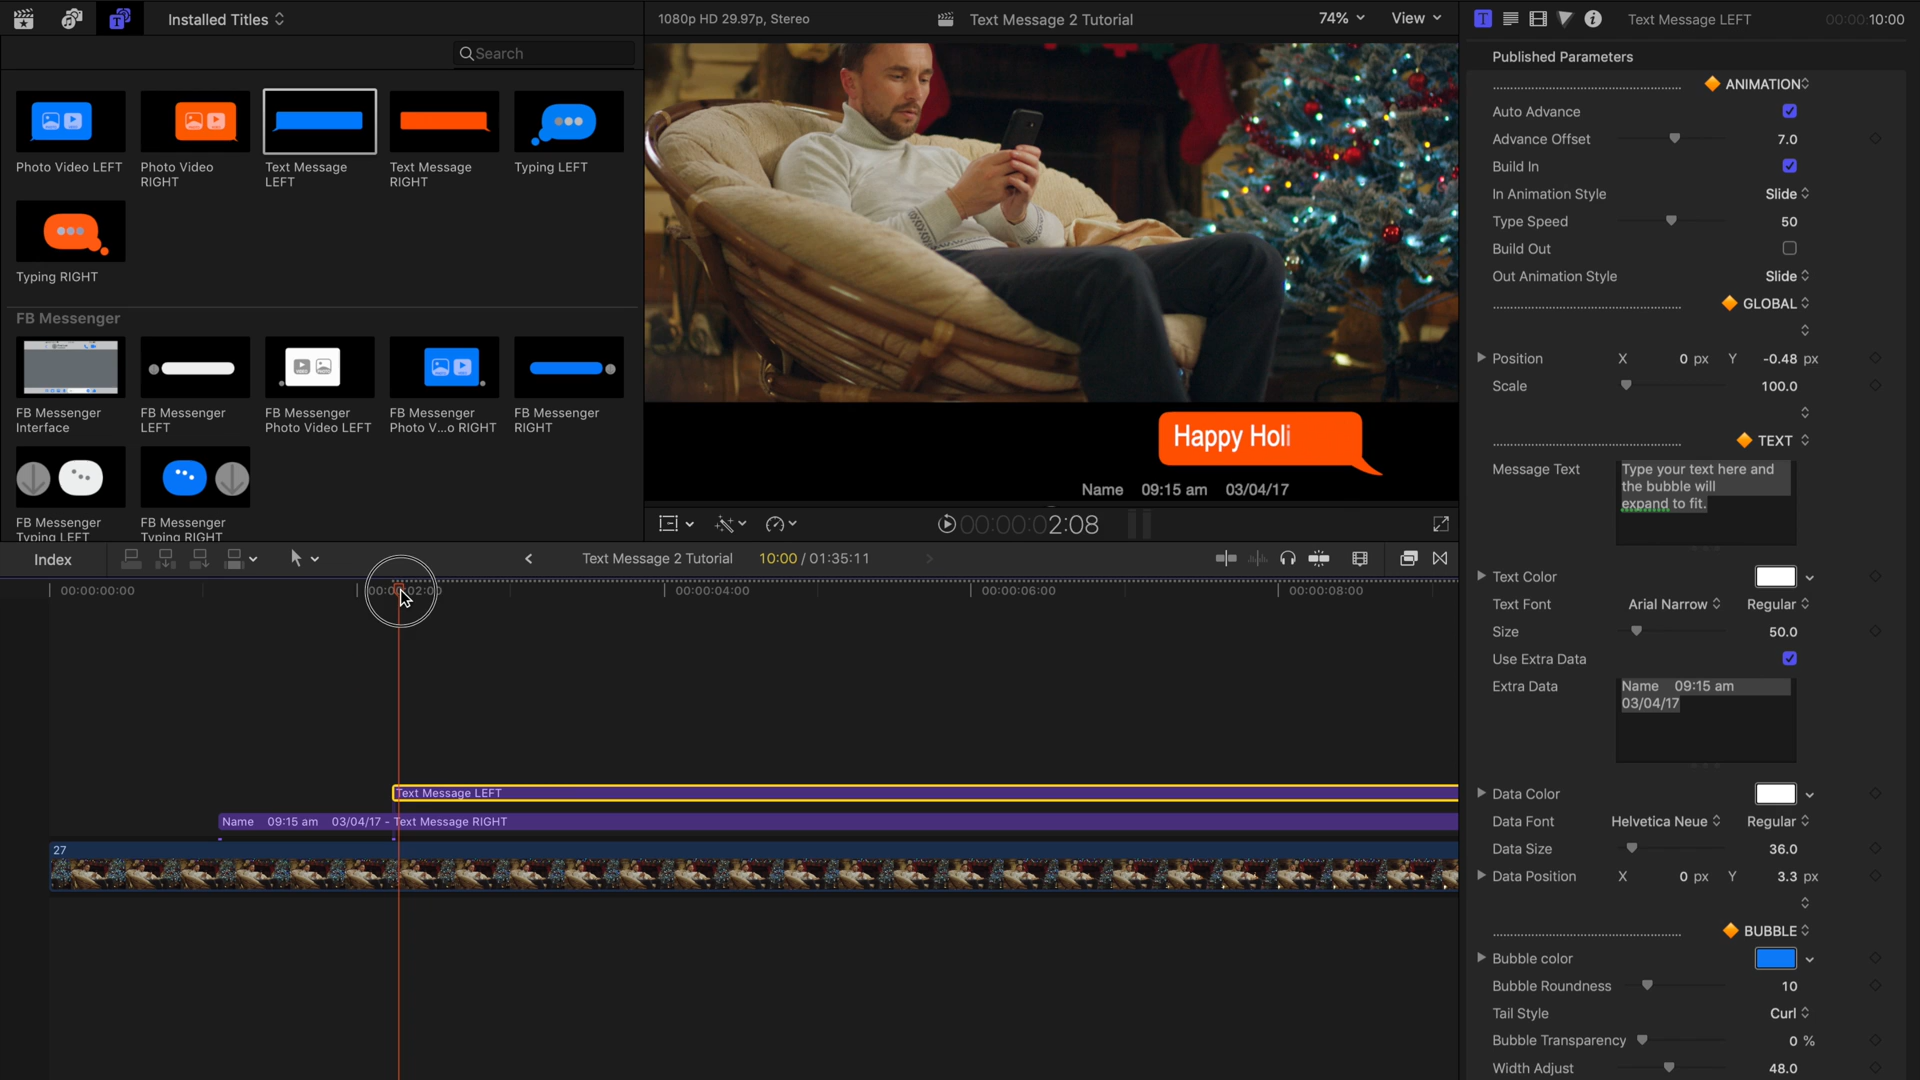 Installed Titles
Search
Photo Video LEFT
Photo Video RIGHT
Text Message LEFT
Text Message RIGHT
Typing LEFT
Typing RIGHT
FB Messenger
FB Messenger Interface
FB Messenger LEFT
FB Messenger Photo Video LEFT
FB Messenger Photo V...o RIGHT
FB Messenger RIGHT
FB Messenger Typing LEFT
FB Messenger Typing RIGHT
1080p HD 29.97p, Stereo
Text Message 2 Tutorial
74%
View
Happy Holi
Name 09:15 am 03/04/17
00:00:00:02:08
Text Message LEFT
00:00:10:00
Published Parameters
ANIMATION
Auto Advance
Advance Offset 7.0
Build In
In Animation Style Slide
Type Speed 50
Build Out
Out Animation Style Slide
GLOBAL
Position X 0 px Y -0.48 px
Scale 100.0
TEXT
Message Text
Type your text here and
the bubble will
expand to fit.
Text Color
Text Font Arial Narrow Regular
Size 50.0
Use Extra Data
Extra Data
Name 09:15 am
03/04/17
Data Color
Data Font Helvetica Neue Regular
Data Size 36.0
Data Position X 0 px Y 3.3 px
BUBBLE
Bubble color
Bubble Roundness 10
Tail Style Curl
Bubble Transparency 0 %
Width Adjust 48.0
Index
Text Message 2 Tutorial
10:00 / 01:35:11
00:00:00:00
00:00:02:00
00:00:04:00
00:00:06:00
00:00:08:00
Text Message LEFT
Name 09:15 am 03/04/17 - Text Message RIGHT
27